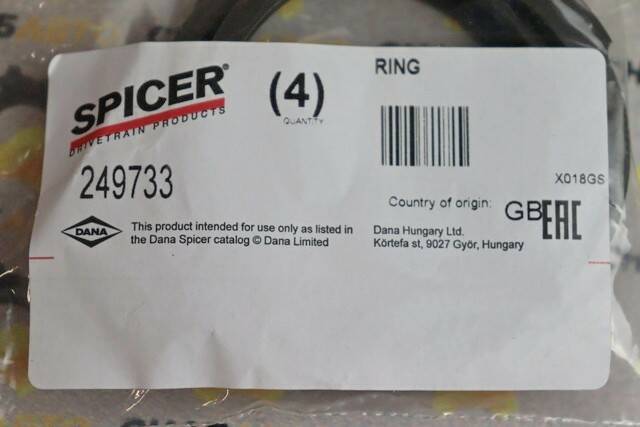 SPICER®
DRIVETRAIN PRODUCTS
(4)
QUANTITY
RING
249733
X018GS
Country of origin: GB EAC
DANA
This product intended for use only as listed in
the Dana Spicer catalog © Dana Limited
Dana Hungary Ltd.
Körtefa st, 9027 Györ, Hungary